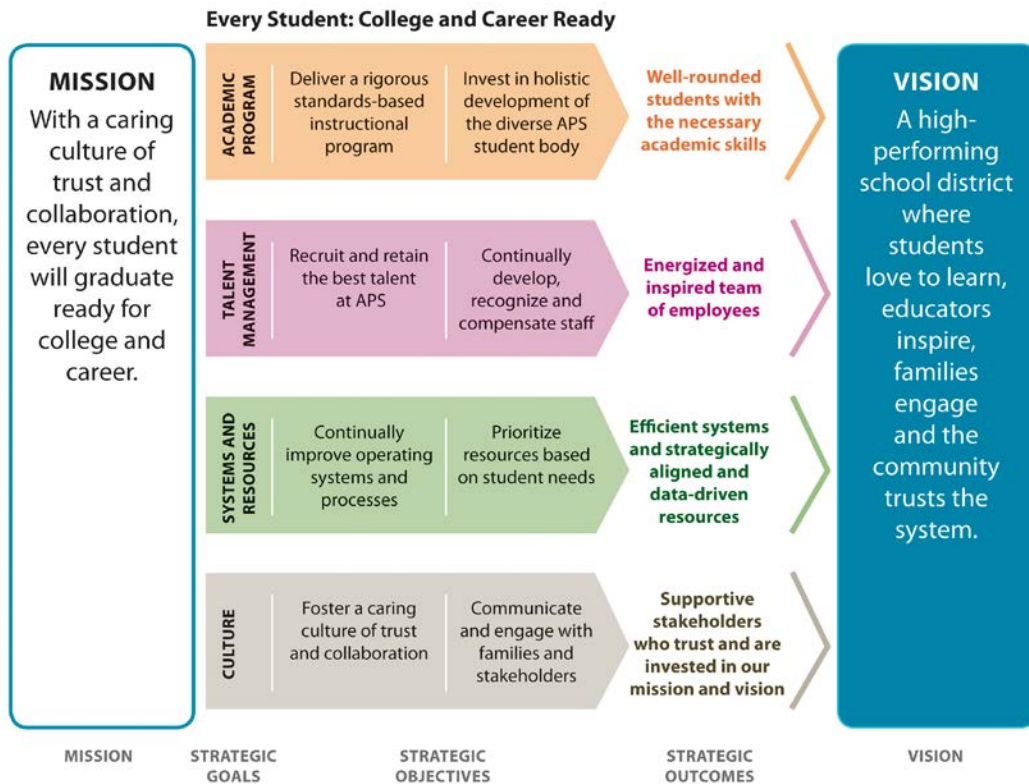 Every Student: College and Career Ready
MISSION
With a caring
culture of
trust and
collaboration,
every student
will graduate
ready for
college and
career.
ACADEMIC
PROGRAM
Deliver a rigorous
standards-based
instructional
program
Invest in holistic
development of
the diverse APS
student body
Well-rounded
students with
the necessary
academic skills
TALENT
MANAGEMENT
Recruit and retain
the best talent
at APS
Continually
develop,
recognize and
compensate staff
Energized and
inspired team
of employees
SYSTEMS AND
RESOURCES
Continually
improve operating
systems and
processes
Prioritize
resources based
on student needs
Efficient systems
and strategically
aligned and
data-driven
resources
CULTURE
Foster a caring
culture of trust
and collaboration
Communicate
and engage with
families and
stakeholders
Supportive
stakeholders
who trust and are
invested in our
mission and vision
VISION
A high-
performing
school district
where
students
love to learn,
educators
inspire,
families
engage
and the
community
trusts the
system.
MISSION
STRATEGIC
GOALS
STRATEGIC
OBJECTIVES
STRATEGIC
OUTCOMES
VISION